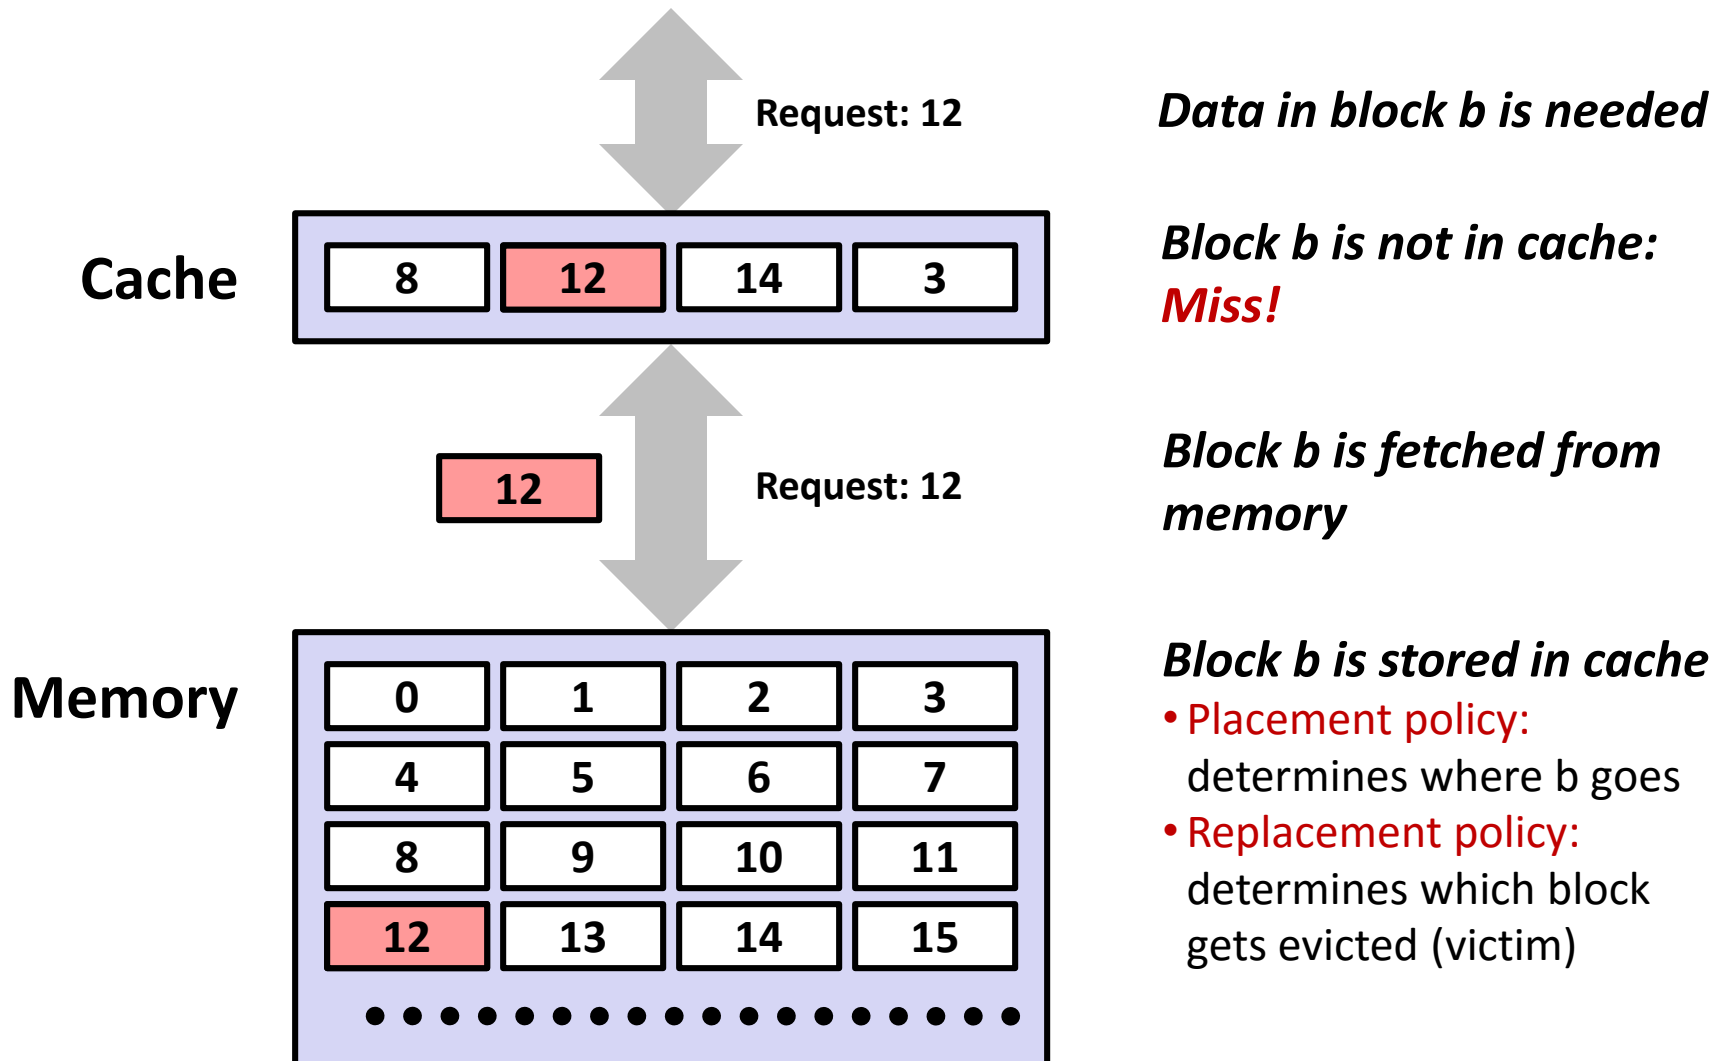 Request: 12
Data in block b is needed
Cache
8 12 14 3
Block b is not in cache:
Miss!
12
Request: 12
Block b is fetched from
memory
Memory
0 1 2 3
4 5 6 7
8 9 10 11
12 13 14 15
Block b is stored in cache
• Placement policy:
determines where b goes
• Replacement policy:
determines which block
gets evicted (victim)